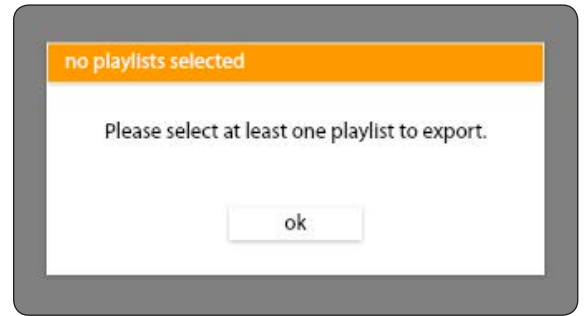 no playlists selected
Please select at least one playlist to export.
ok